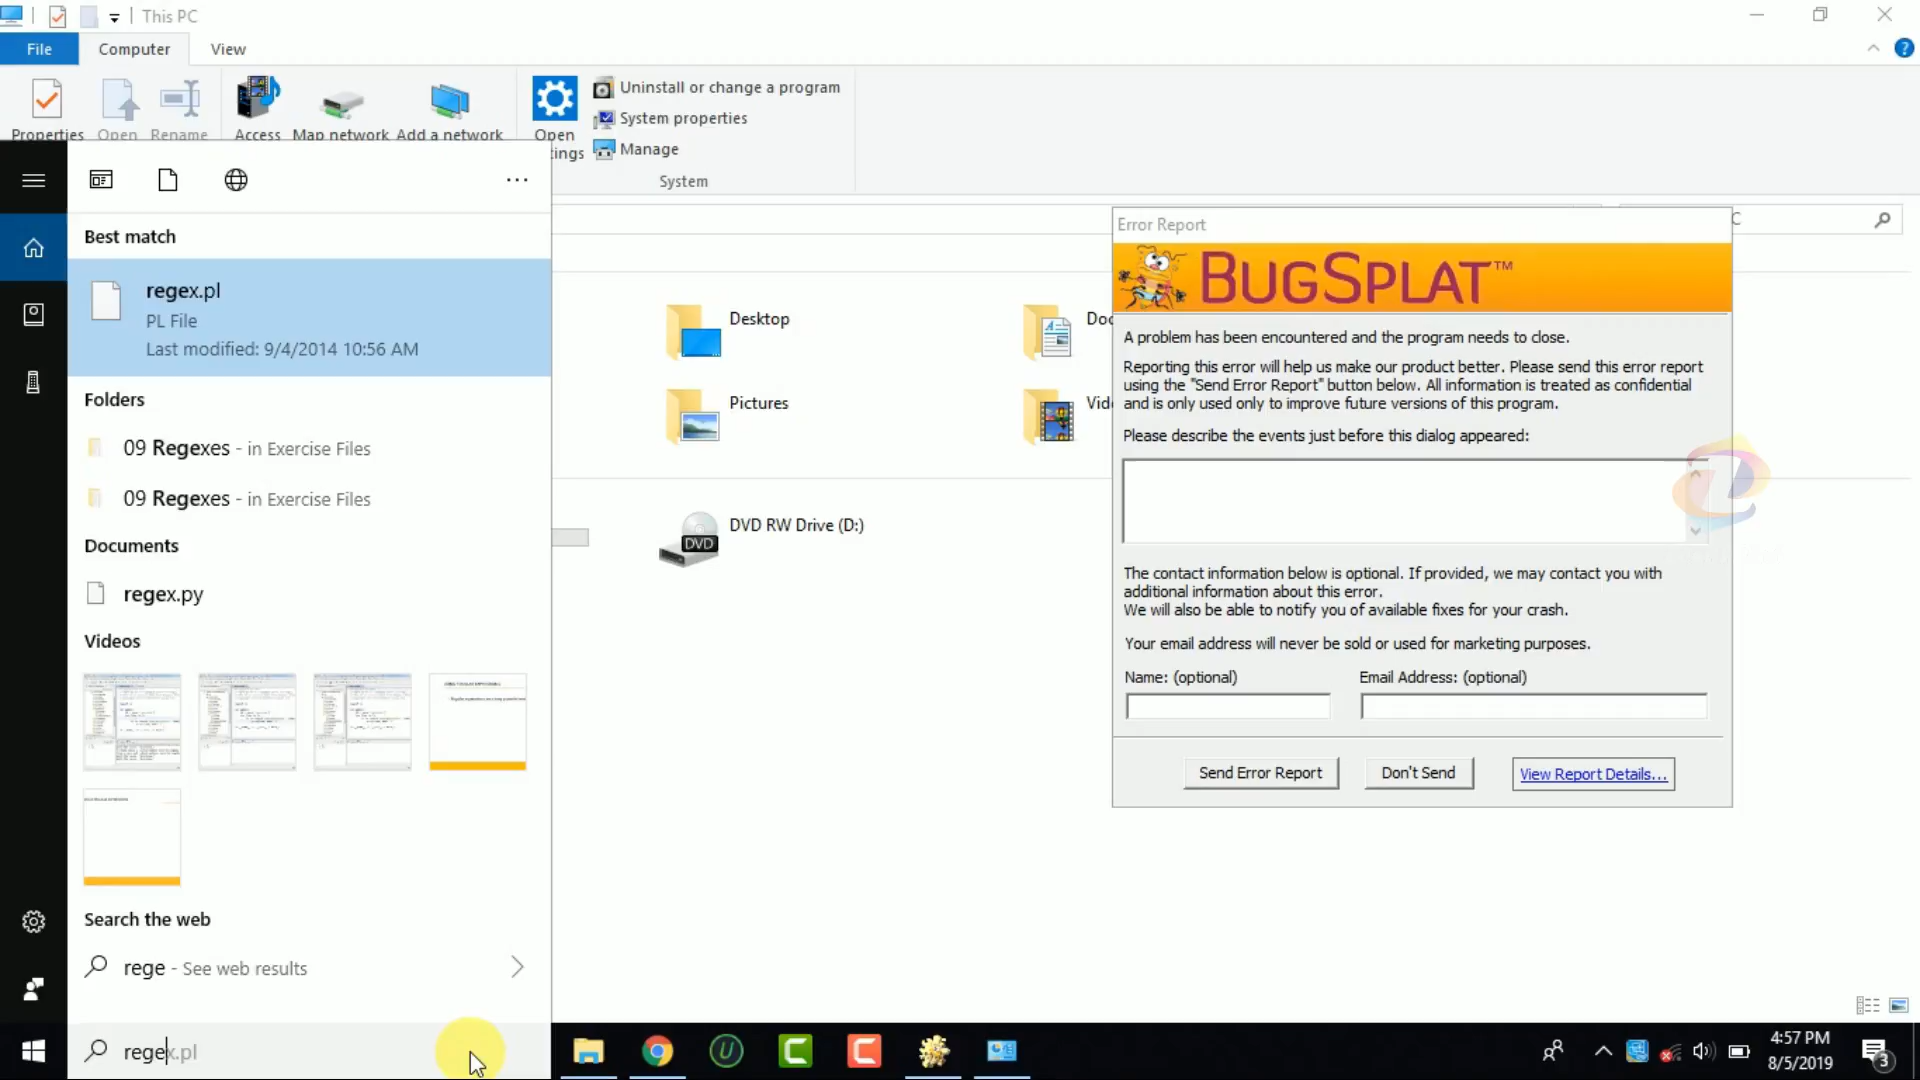 This PC
File
Computer
View
Properties
Open
Rename
Access
Map network
Add a network
Open
tings
Uninstall or change a program
System properties
Manage
System
Best match
regex.pl
PL File
Last modified: 9/4/2014 10:56 AM
Folders
09 Regexes - in Exercise Files
09 Regexes - in Exercise Files
Documents
regex.py
Videos
Search the web
rege - See web results
regex.pl
Desktop
Doc
Pictures
Vid
DVD RW Drive (D:)
DVD
C
Error Report
BUGSPLAT™
A problem has been encountered and the program needs to close.
Reporting this error will help us make our product better. Please send this error report
using the "Send Error Report" button below. All information is treated as confidential
and is only used only to improve future versions of this program.
Please describe the events just before this dialog appeared:
The contact information below is optional. If provided, we may contact you with
additional information about this error.
We will also be able to notify you of available fixes for your crash.
Your email address will never be sold or used for marketing purposes.
Name: (optional)
Email Address: (optional)
Send Error Report
Don't Send
View Report Details...
4:57 PM
8/5/2019
3